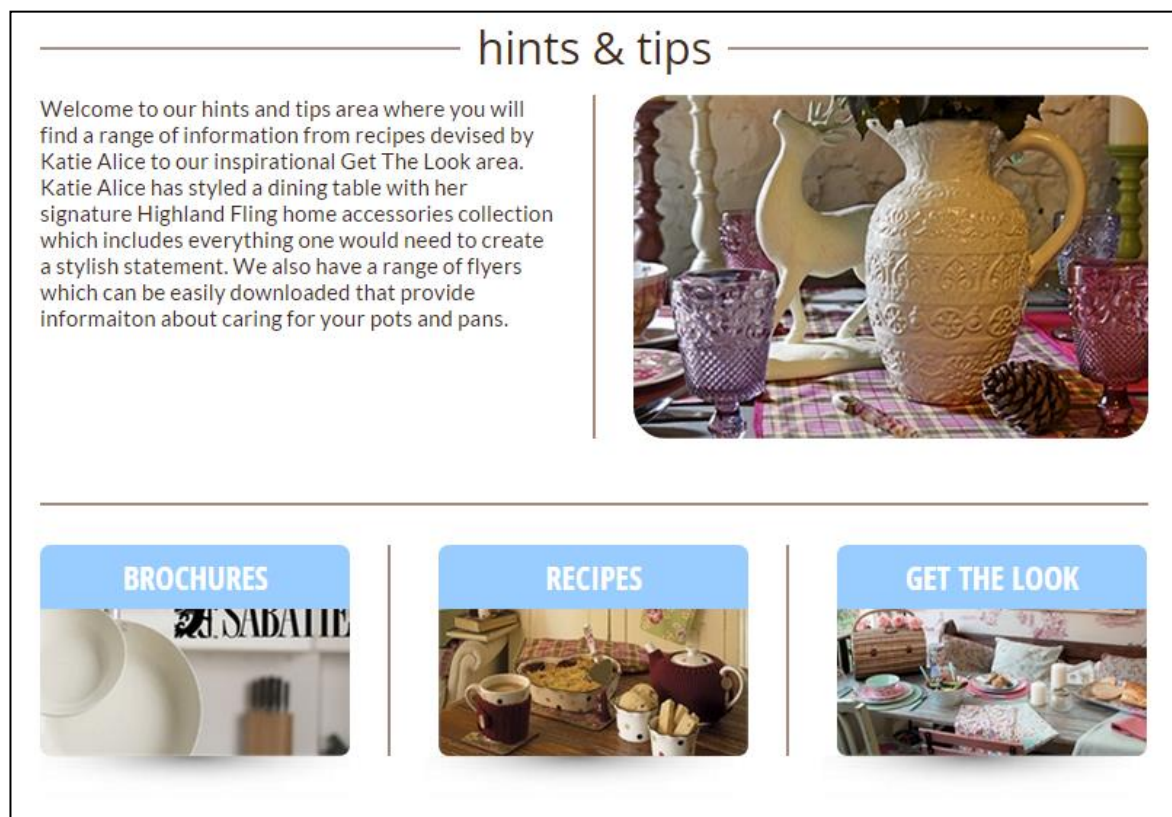 hints & tips
Welcome to our hints and tips area where you will
find a range of information from recipes devised by
Katie Alice to our inspirational Get The Look area.
Katie Alice has styled a dining table with her
signature Highland Fling home accessories collection
which includes everything one would need to create
a stylish statement. We also have a range of flyers
which can be easily downloaded that provide
informaiton about caring for your pots and pans.
BROCHURES
SABATIE
RECIPES
GET THE LOOK